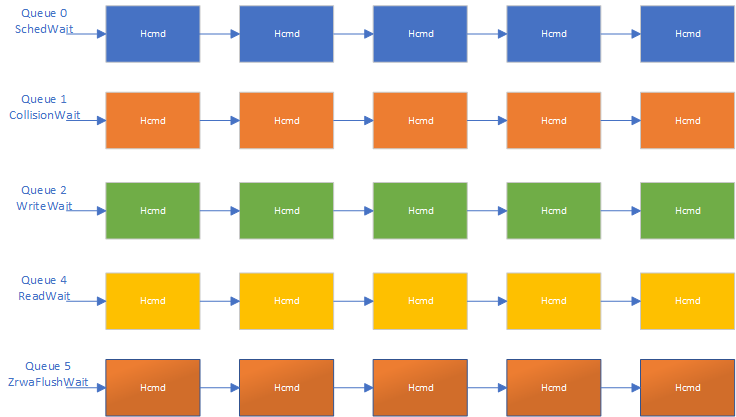 Queue 0
SchedWait
Hcmd Hcmd Hcmd Hcmd Hcmd
Queue 1
CollisionWait
Hcmd Hcmd Hcmd Hcmd Hcmd
Queue 2
WriteWait
Hcmd Hcmd Hcmd Hcmd Hcmd
Queue 4
ReadWait
Hcmd Hcmd Hcmd Hcmd Hcmd
Queue 5
ZrwaFlushWait
Hcmd Hcmd Hcmd Hcmd Hcmd